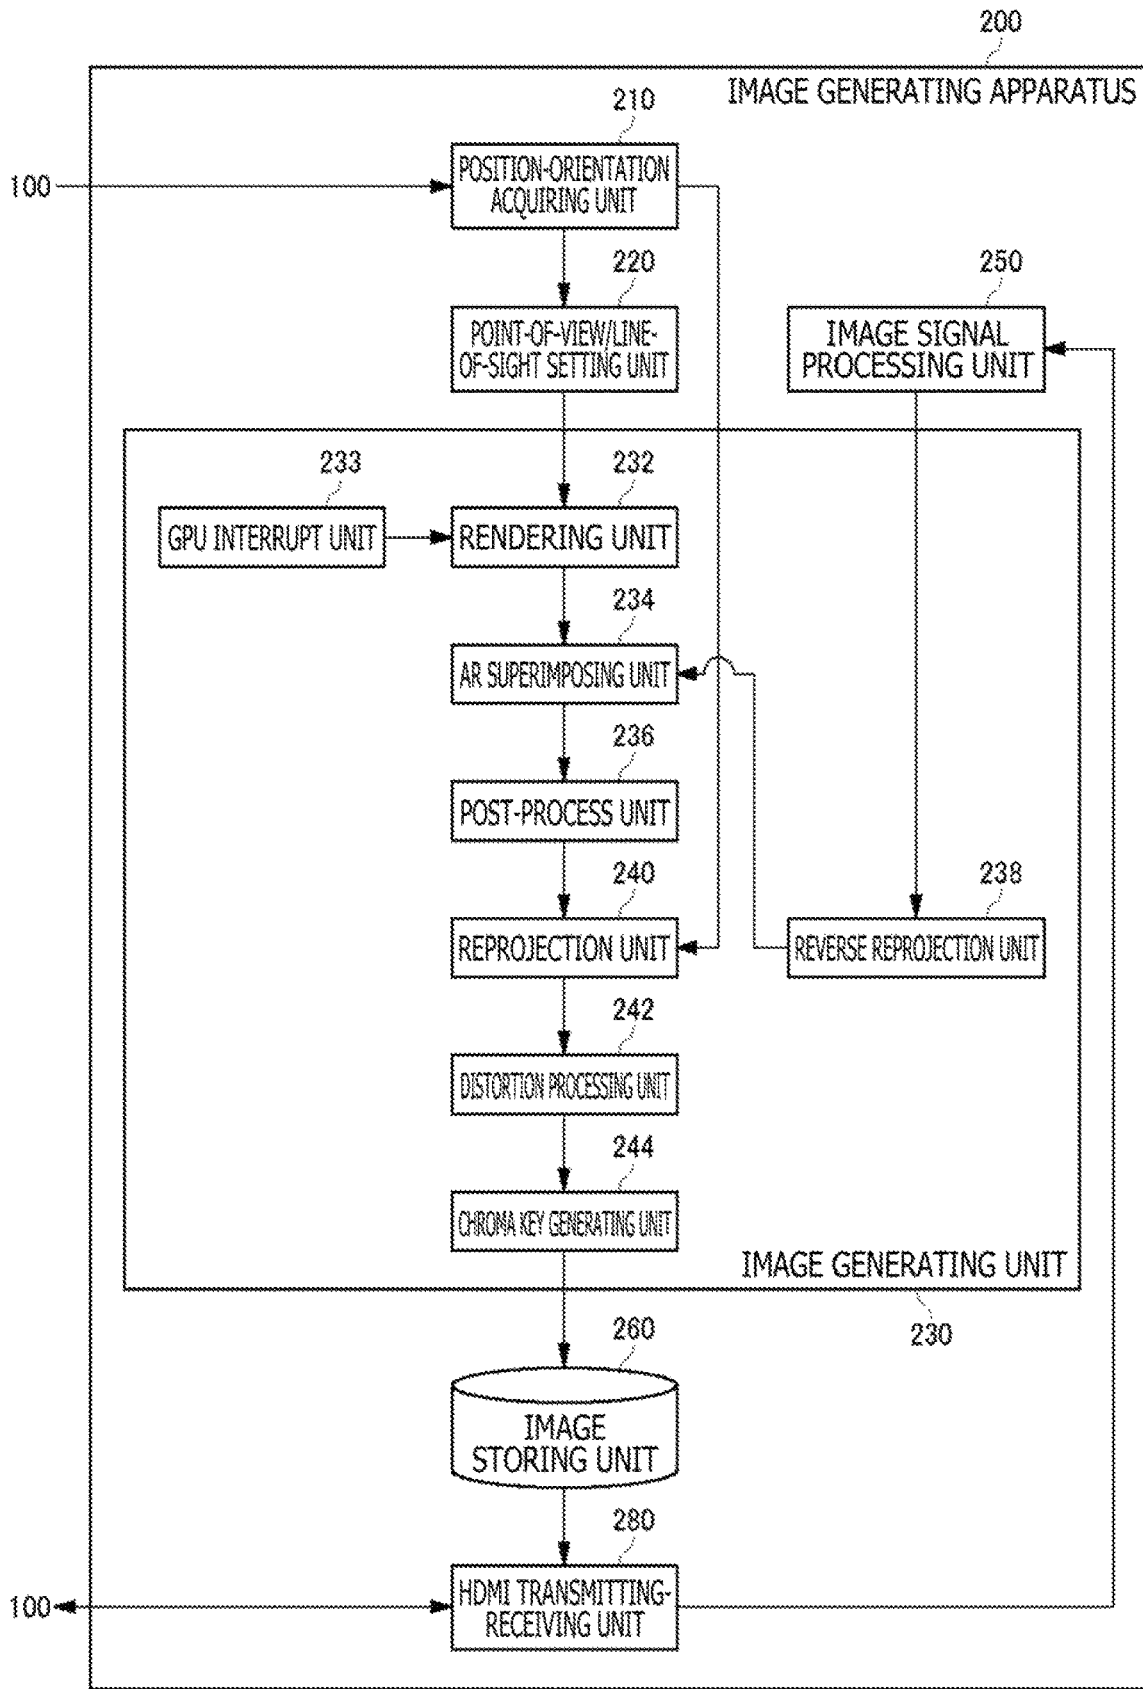 200
IMAGE GENERATING APPARATUS
210
100
POSITION-ORIENTATION
ACQUIRING UNIT
220
250
POINT-OF-VIEW/LINE-
OF-SIGHT SETTING UNIT
IMAGE SIGNAL
PROCESSING UNIT
233
232
GPU INTERRUPT UNIT
RENDERING UNIT
234
AR SUPERIMPOSING UNIT
236
POST-PROCESS UNIT
240
238
REPROJECTION UNIT
REVERSE REPROJECTION UNIT
242
DISTORTION PROCESSING UNIT
244
CHROMA KEY GENERATING UNIT
IMAGE GENERATING UNIT
230
260
IMAGE
STORING UNIT
280
100
HDMI TRANSMITTING-
RECEIVING UNIT